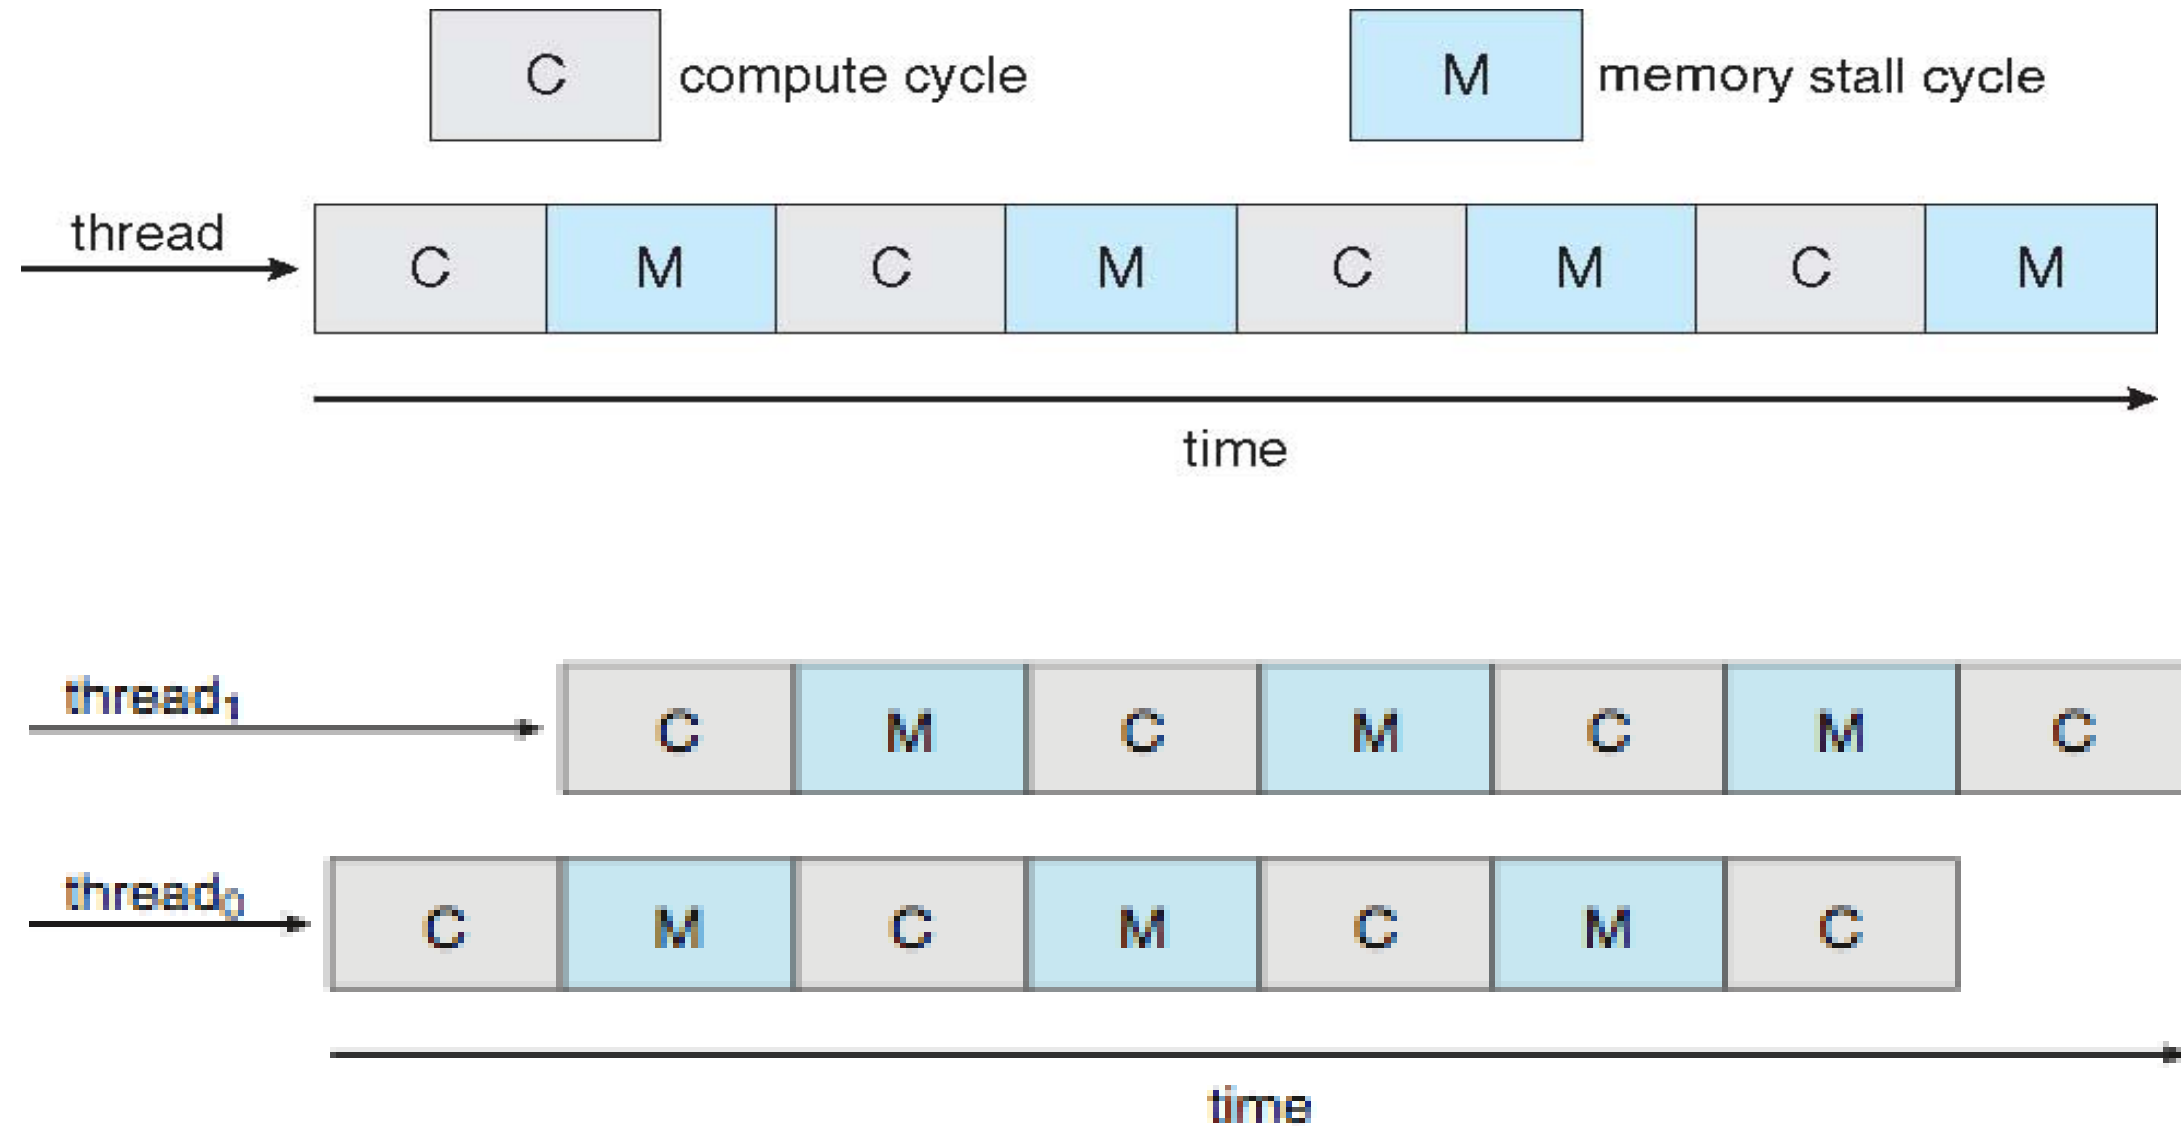 C compute cycle M memory stall cycle
thread
C M C M C M C M
time
thread₁
C M C M C M C
thread₀
C M C M C M C
time